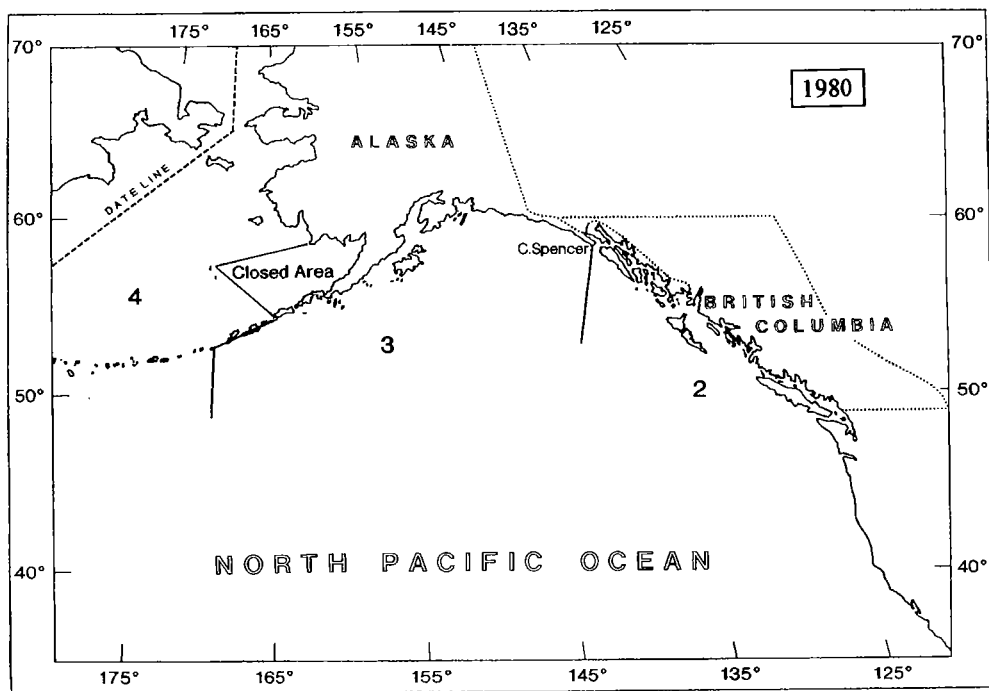 175° 165° 155° 145° 135° 125°
70° 70°
1980
ALASKA
DATE LINE
60° 60°
C.Spencer
Closed Area
4
BRITISH
COLUMBIA
3
2
50° 50°
NORTH PACIFIC OCEAN
40° 40°
175° 165° 155° 145° 135° 125°